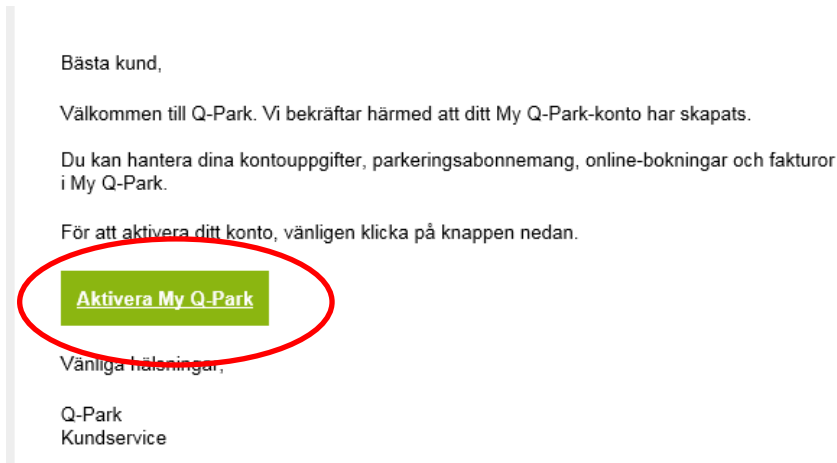 Bästa kund,
Välkommen till Q-Park. Vi bekräftar härmed att ditt My Q-Park-konto har skapats.
Du kan hantera dina kontouppgifter, parkeringsabonnemang, online-bokningar och fakturor
i My Q-Park.
För att aktivera ditt konto, vänligen klicka på knappen nedan.
Aktivera My Q-Park
Vänliga hälsningar,
Q-Park
Kundservice